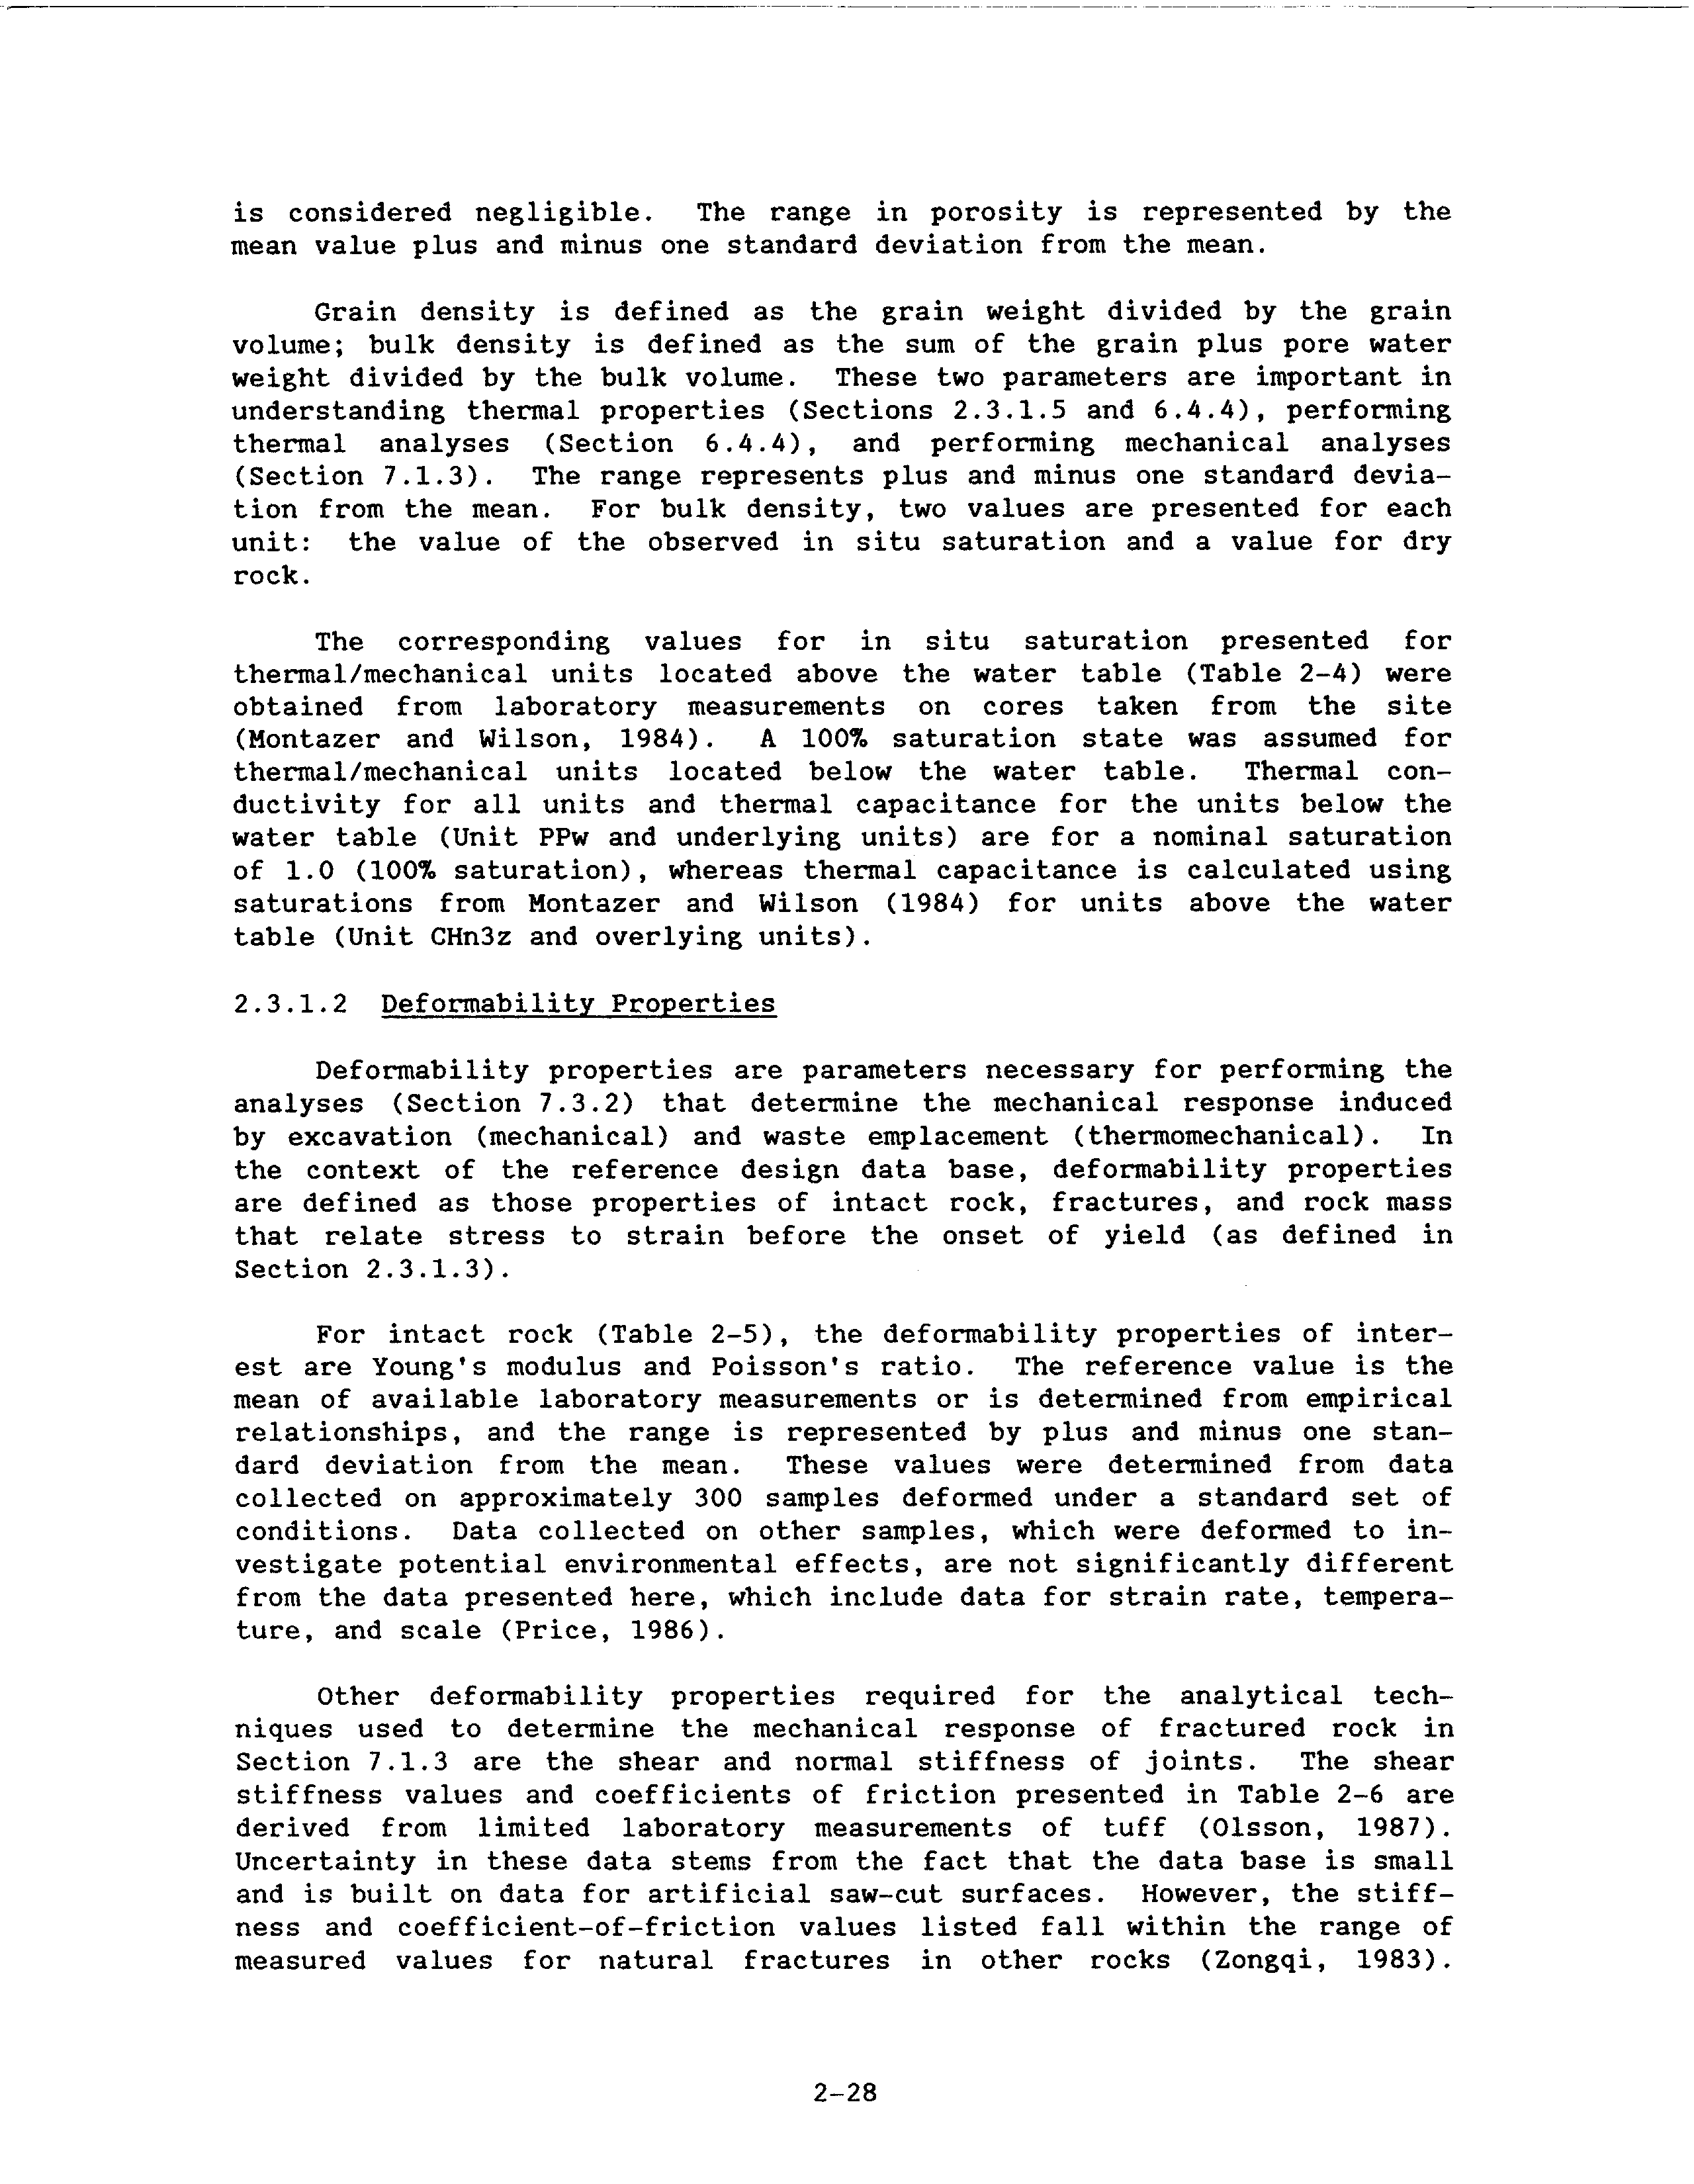 is considered negligible. The range in porosity is represented by the
mean value plus and minus one standard deviation from the mean.
Grain density is defined as the grain weight divided by the grain
volume; bulk density is defined as the sum of the grain plus pore water
weight divided by the bulk volume. These two parameters are important in
understanding thermal properties (Sections 2.3.1.5 and 6.4.4), performing
thermal analyses (Section 6.4.4), and performing mechanical analyses
(Section 7.1.3). The range represents plus and minus one standard devia-
tion from the mean. For bulk density, two values are presented for each
unit: the value of the observed in situ saturation and a value for dry
rock.
The corresponding values for in situ saturation presented for
thermal/mechanical units located above the water table (Table 2-4) were
obtained from laboratory measurements on cores taken from the site
(Montazer and Wilson, 1984). A 100% saturation state was assumed for
thermal/mechanical units located below the water table. Thermal con-
ductivity for all units and thermal capacitance for the units below the
water table (Unit PPw and underlying units) are for a nominal saturation
of 1.0 (100% saturation), whereas thermal capacitance is calculated using
saturations from Montazer and Wilson (1984) for units above the water
table (Unit CHn3z and overlying units).
2.3.1.2 Deformability Properties
Deformability properties are parameters necessary for performing the
analyses (Section 7.3.2) that determine the mechanical response induced
by excavation (mechanical) and waste emplacement (thermomechanical). In
the context of the reference design data base, deformability properties
are defined as those properties of intact rock, fractures, and rock mass
that relate stress to strain before the onset of yield (as defined in
Section 2.3.1.3).
For intact rock (Table 2-5), the deformability properties of inter-
est are Young's modulus and Poisson's ratio. The reference value is the
mean of available laboratory measurements or is determined from empirical
relationships, and the range is represented by plus and minus one stan-
dard deviation from the mean. These values were determined from data
collected on approximately 300 samples deformed under a standard set of
conditions. Data collected on other samples, which were deformed to in-
vestigate potential environmental effects, are not significantly different
from the data presented here, which include data for strain rate, tempera-
ture, and scale (Price, 1986).
Other deformability properties required for the analytical tech-
niques used to determine the mechanical response of fractured rock in
Section 7.1.3 are the shear and normal stiffness of joints. The shear
stiffness values and coefficients of friction presented in Table 2-6 are
derived from limited laboratory measurements of tuff (Olsson, 1987).
Uncertainty in these data stems from the fact that the data base is small
and is built on data for artificial saw-cut surfaces. However, the stiff-
ness and coefficient-of-friction values listed fall within the range of
measured values for natural fractures in other rocks (Zongqi, 1983).
2-28